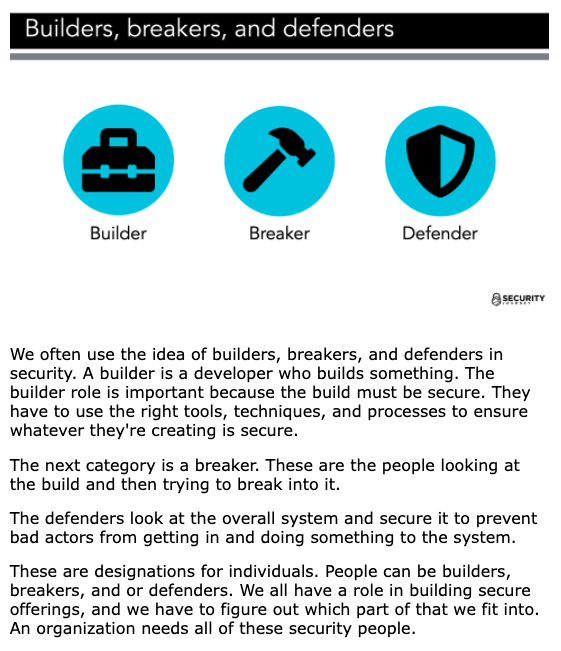 Builders, breakers, and defenders
Builder
Breaker
Defender
SECURITY
JOURNEY
We often use the idea of builders, breakers, and defenders in
security. A builder is a developer who builds something. The
builder role is important because the build must be secure. They
have to use the right tools, techniques, and processes to ensure
whatever they're creating is secure.
The next category is a breaker. These are the people looking at
the build and then trying to break into it.
The defenders look at the overall system and secure it to prevent
bad actors from getting in and doing something to the system.
These are designations for individuals. People can be builders,
breakers, and or defenders. We all have a role in building secure
offerings, and we have to figure out which part of that we fit into.
An organization needs all of these security people.